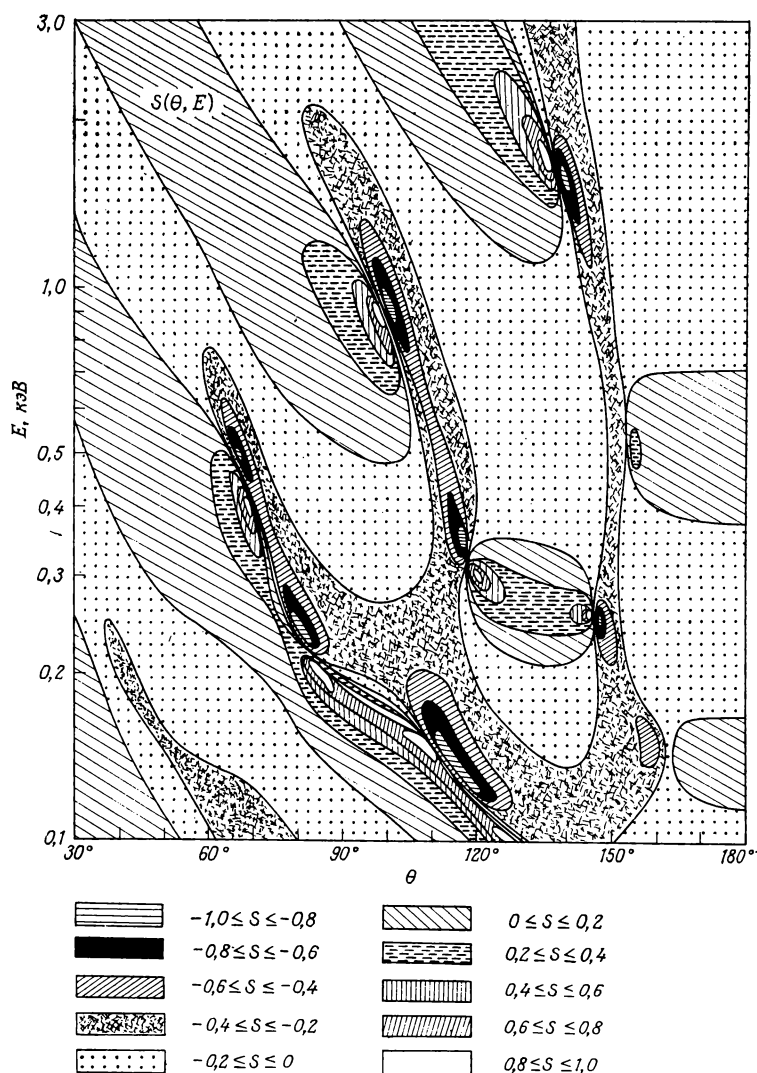 3,0
S(θ, E)
1,0
E, кэВ
0,5
0,4
0,3
0,2
0,1
30° 60° 90° 120° 150° 180°
θ
-1,0 ≤ S ≤ -0,8
-0,8 ≤ S ≤ -0,6
-0,6 ≤ S ≤ -0,4
-0,4 ≤ S ≤ -0,2
-0,2 ≤ S ≤ 0
0 ≤ S ≤ 0,2
0,2 ≤ S ≤ 0,4
0,4 ≤ S ≤ 0,6
0,6 ≤ S ≤ 0,8
0,8 ≤ S ≤ 1,0